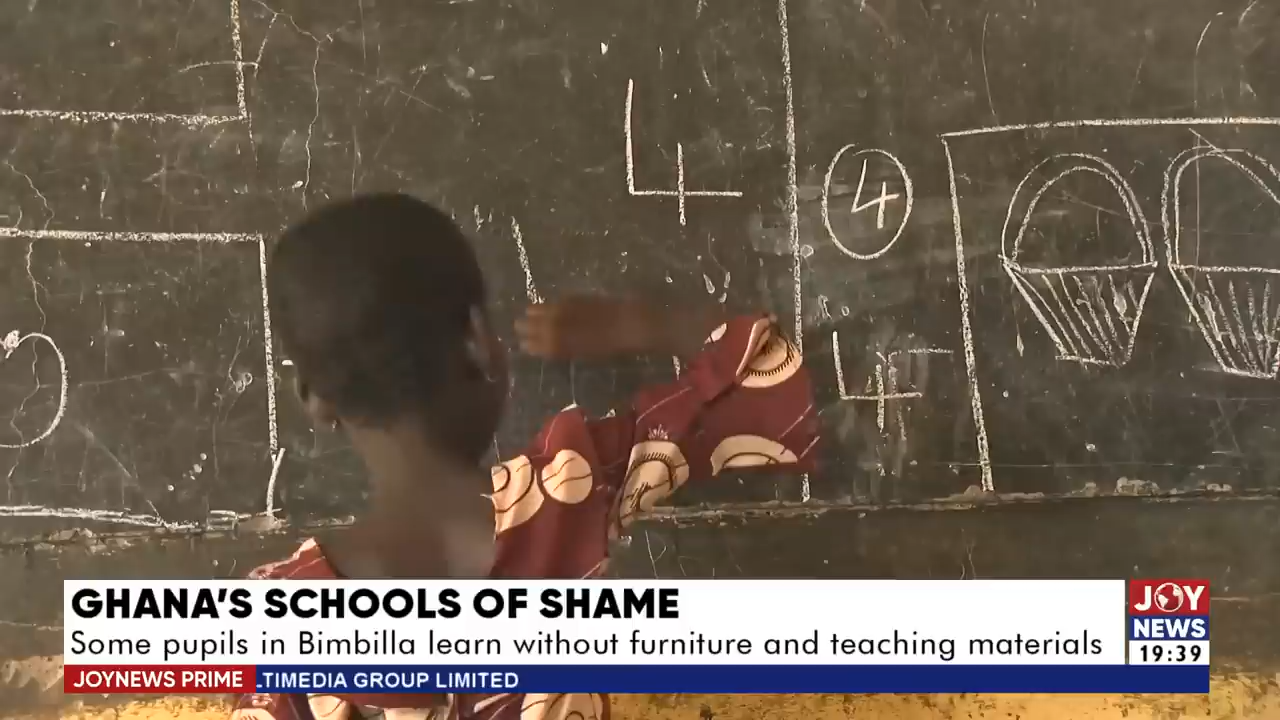 4
4
4
GHANA'S SCHOOLS OF SHAME
Some pupils in Bimbilla learn without furniture and teaching materials
JOY
NEWS
19:39
JOYNEWS PRIME
TIMEDIA GROUP LIMITED